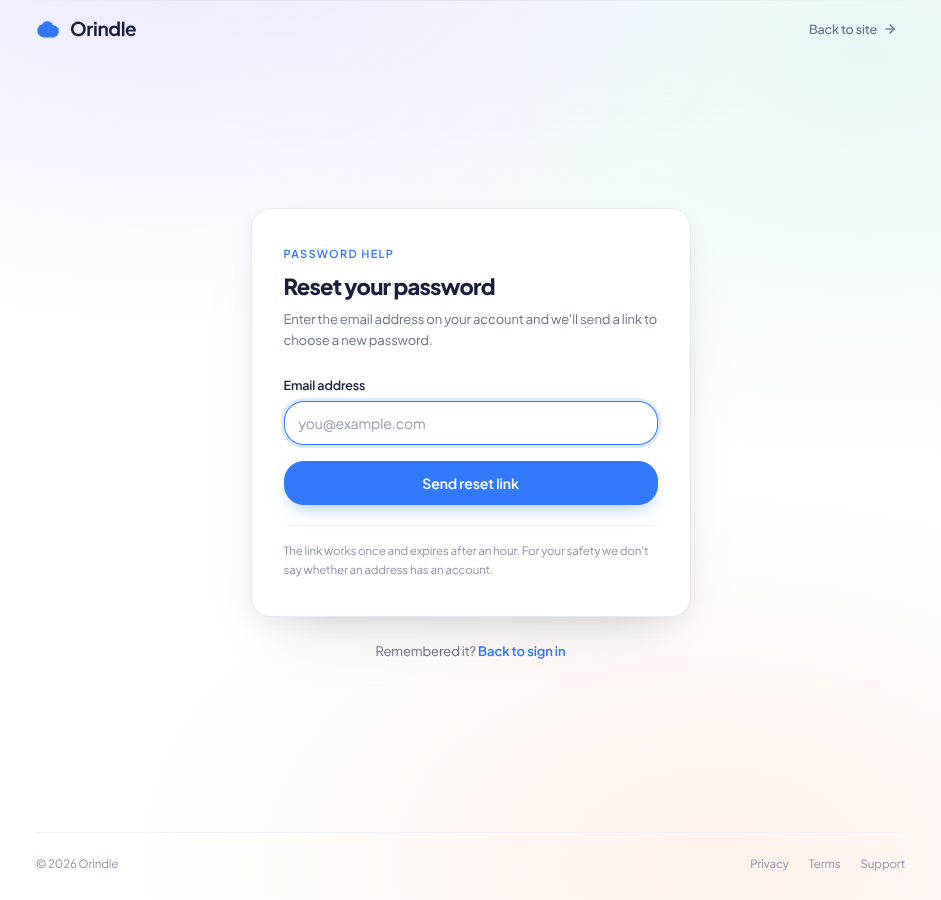 Orindle
Back to site
PASSWORD HELP
Reset your password
Enter the email address on your account and we'll send a link to
choose a new password.
Email address
you@example.com
Send reset link
The link works once and expires after an hour. For your safety we don't
say whether an address has an account.
Remembered it? Back to sign in
© 2026 Orindle
Privacy Terms Support